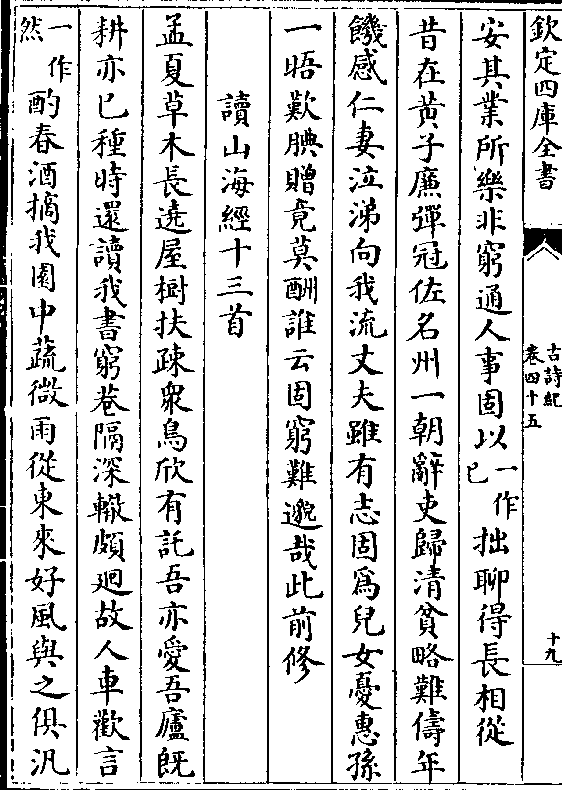 欽定四庫全書
古詩紀
卷四十五
十九
安其業所樂非窮通人事固以一作已拙聊得長相從
昔在黃子廉彈冠佐名州一朝辭吏歸清貧略難儔年
饑感仁妻泣涕向我流丈夫雖有志固爲兒女憂惠孫
一晤歎腆贈竟莫酬誰云固窮難邈哉此前修
讀山海經十三首
孟夏草木長遶屋樹扶疎衆鳥欣有託吾亦愛吾廬旣
耕亦已種時還讀我書窮巷隔深轍頗廻故人車歡言
一作然酌春酒摘我園中蔬微雨從東來好風與之俱汎